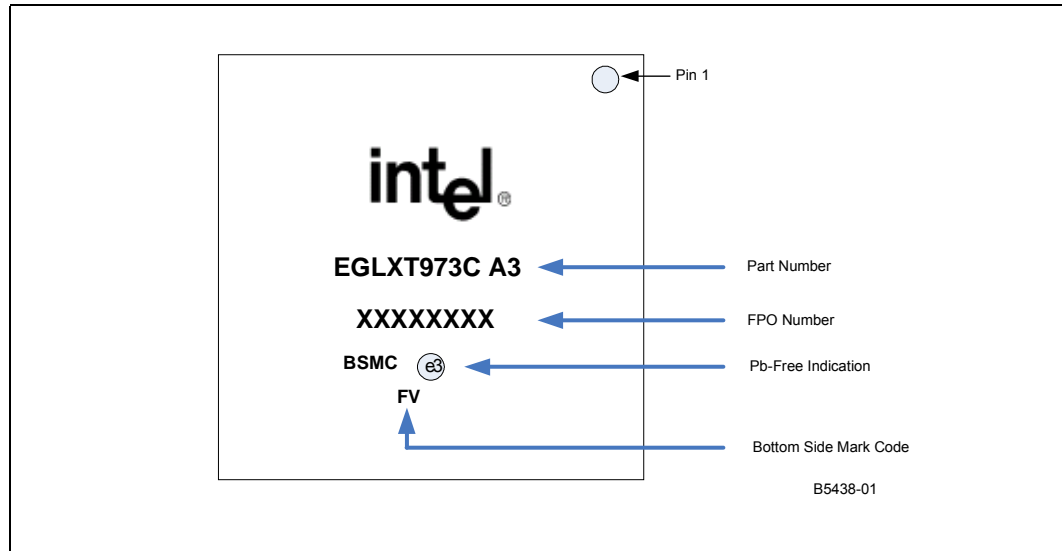 Pin 1
intel®
EGLXT973C A3
Part Number
XXXXXXXX
FPO Number
BSMC e3
Pb-Free Indication
FV
Bottom Side Mark Code
B5438-01